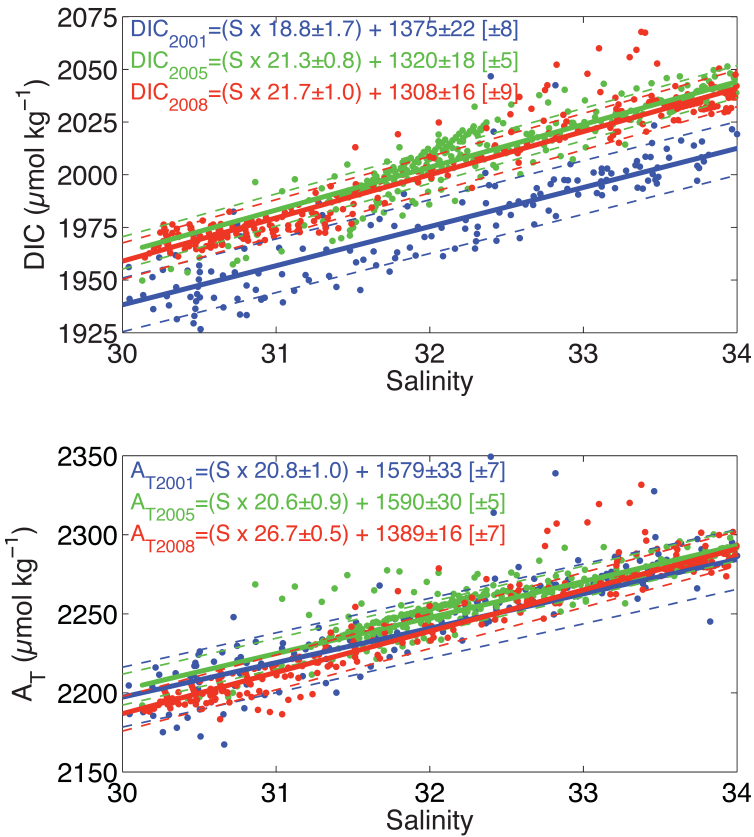 2075
2050
2025
2000
1975
1950
1925
DIC (µmol kg⁻¹)
DIC₂₀₀₁=(S x 18.8±1.7) + 1375±22 [±8]
DIC₂₀₀₅=(S x 21.3±0.8) + 1320±18 [±5]
DIC₂₀₀₈=(S x 21.7±1.0) + 1308±16 [±9]
30 31 32 33 34
Salinity
2350
2300
2250
2200
2150
A_T (µmol kg⁻¹)
A_T2001=(S x 20.8±1.0) + 1579±33 [±7]
A_T2005=(S x 20.6±0.9) + 1590±30 [±5]
A_T2008=(S x 26.7±0.5) + 1389±16 [±7]
30 31 32 33 34
Salinity